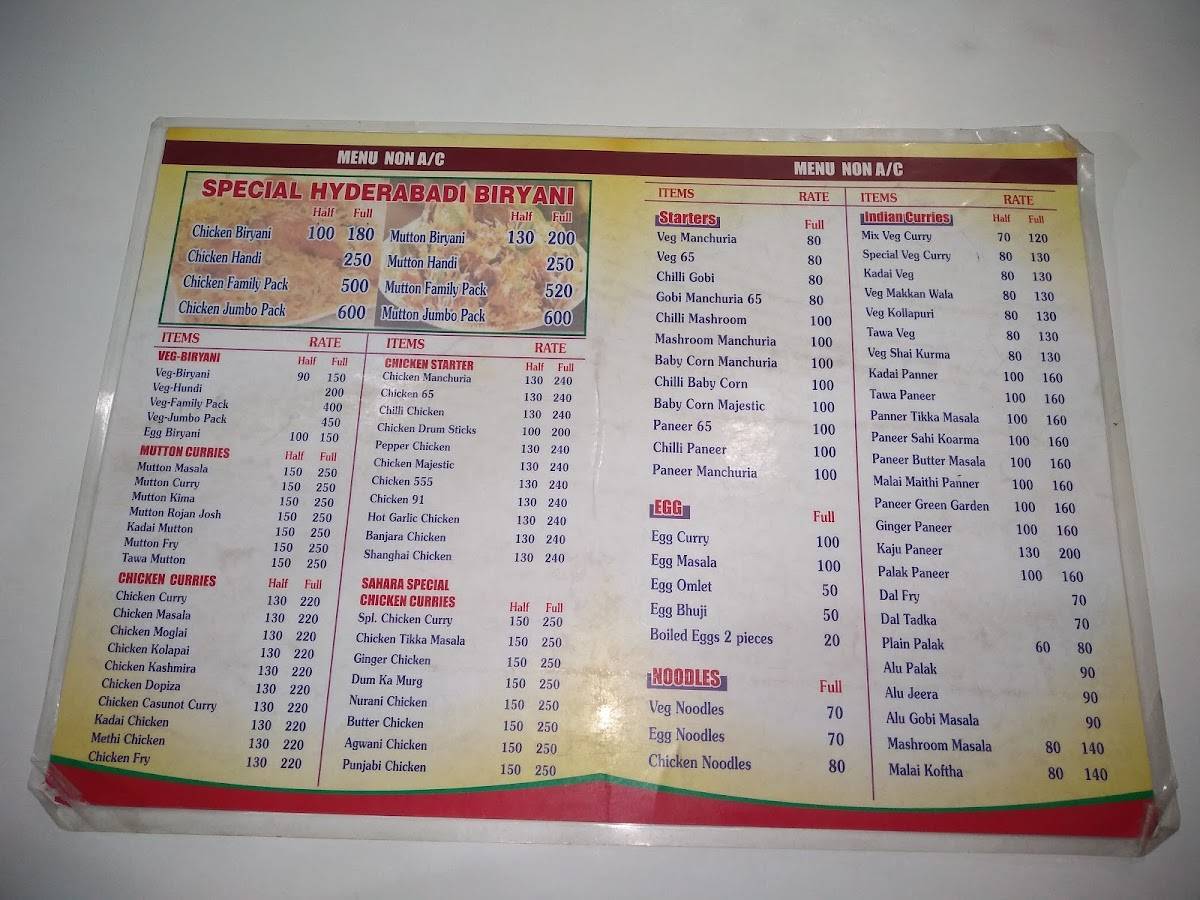 MENU NON A/C
SPECIAL HYDERABADI BIRYANI
Half Full
Chicken Biryani 100 180
Chicken Handi 250
Chicken Family Pack 500
Chicken Jumbo Pack 600
Half Full
Mutton Biryani 130 200
Mutton Handi 250
Mutton Family Pack 520
Mutton Jumbo Pack 600
ITEMS RATE
VEG-BIRYANI Half Full
Veg-Biryani 90 150
Veg-Hundi 200
Veg-Family Pack 400
Veg-Jumbo Pack 450
Egg Biryani 100 150
MUTTON CURRIES Half Full
Mutton Masala 150 250
Mutton Curry 150 250
Mutton Kima 150 250
Mutton Rojan Josh 150 250
Kadai Mutton 150 250
Mutton Fry 150 250
Tawa Mutton 150 250
CHICKEN CURRIES Half Full
Chicken Curry 130 220
Chicken Masala 130 220
Chicken Moglai 130 220
Chicken Kolapai 130 220
Chicken Kashmira 130 220
Chicken Dopiza 130 220
Chicken Casunot Curry 130 220
Kadai Chicken 130 220
Methi Chicken 130 220
Chicken Fry 130 220
ITEMS RATE
CHICKEN STARTER Half Full
Chicken Manchuria 130 240
Chicken 65 130 240
Chilli Chicken 130 240
Chicken Drum Sticks 100 200
Pepper Chicken 130 240
Chicken Majestic 130 240
Chicken 555 130 240
Chicken 91 130 240
Hot Garlic Chicken 130 240
Banjara Chicken 130 240
Shanghai Chicken 130 240
SAHARA SPECIAL
CHICKEN CURRIES Half Full
Spl. Chicken Curry 150 250
Chicken Tikka Masala 150 250
Ginger Chicken 150 250
Dum Ka Murg 150 250
Nurani Chicken 150 250
Butter Chicken 150 250
Agwani Chicken 150 250
Punjabi Chicken 150 250
MENU NON A/C
ITEMS RATE
Starters Full
Veg Manchuria 80
Veg 65 80
Chilli Gobi 80
Gobi Manchuria 65 80
Chilli Mashroom 100
Mashroom Manchuria 100
Baby Corn Manchuria 100
Chilli Baby Corn 100
Baby Corn Majestic 100
Paneer 65 100
Chilli Paneer 100
Paneer Manchuria 100
EGG Full
Egg Curry 100
Egg Masala 100
Egg Omlet 50
Egg Bhuji 50
Boiled Eggs 2 pieces 20
NOODLES Full
Veg Noodles 70
Egg Noodles 70
Chicken Noodles 80
ITEMS RATE
Indian Curries Half Full
Mix Veg Curry 70 120
Special Veg Curry 80 130
Kadai Veg 80 130
Veg Makkan Wala 80 130
Veg Kollapuri 80 130
Tawa Veg 80 130
Veg Shai Kurma 80 130
Kadai Panner 100 160
Tawa Paneer 100 160
Panner Tikka Masala 100 160
Paneer Sahi Koarma 100 160
Paneer Butter Masala 100 160
Malai Maithi Panner 100 160
Paneer Green Garden 100 160
Ginger Paneer 100 160
Kaju Paneer 130 200
Palak Paneer 100 160
Dal Fry 70
Dal Tadka 70
Plain Palak 60 80
Alu Palak 90
Alu Jeera 90
Alu Gobi Masala 90
Mashroom Masala 80 140
Malai Koftha 80 140